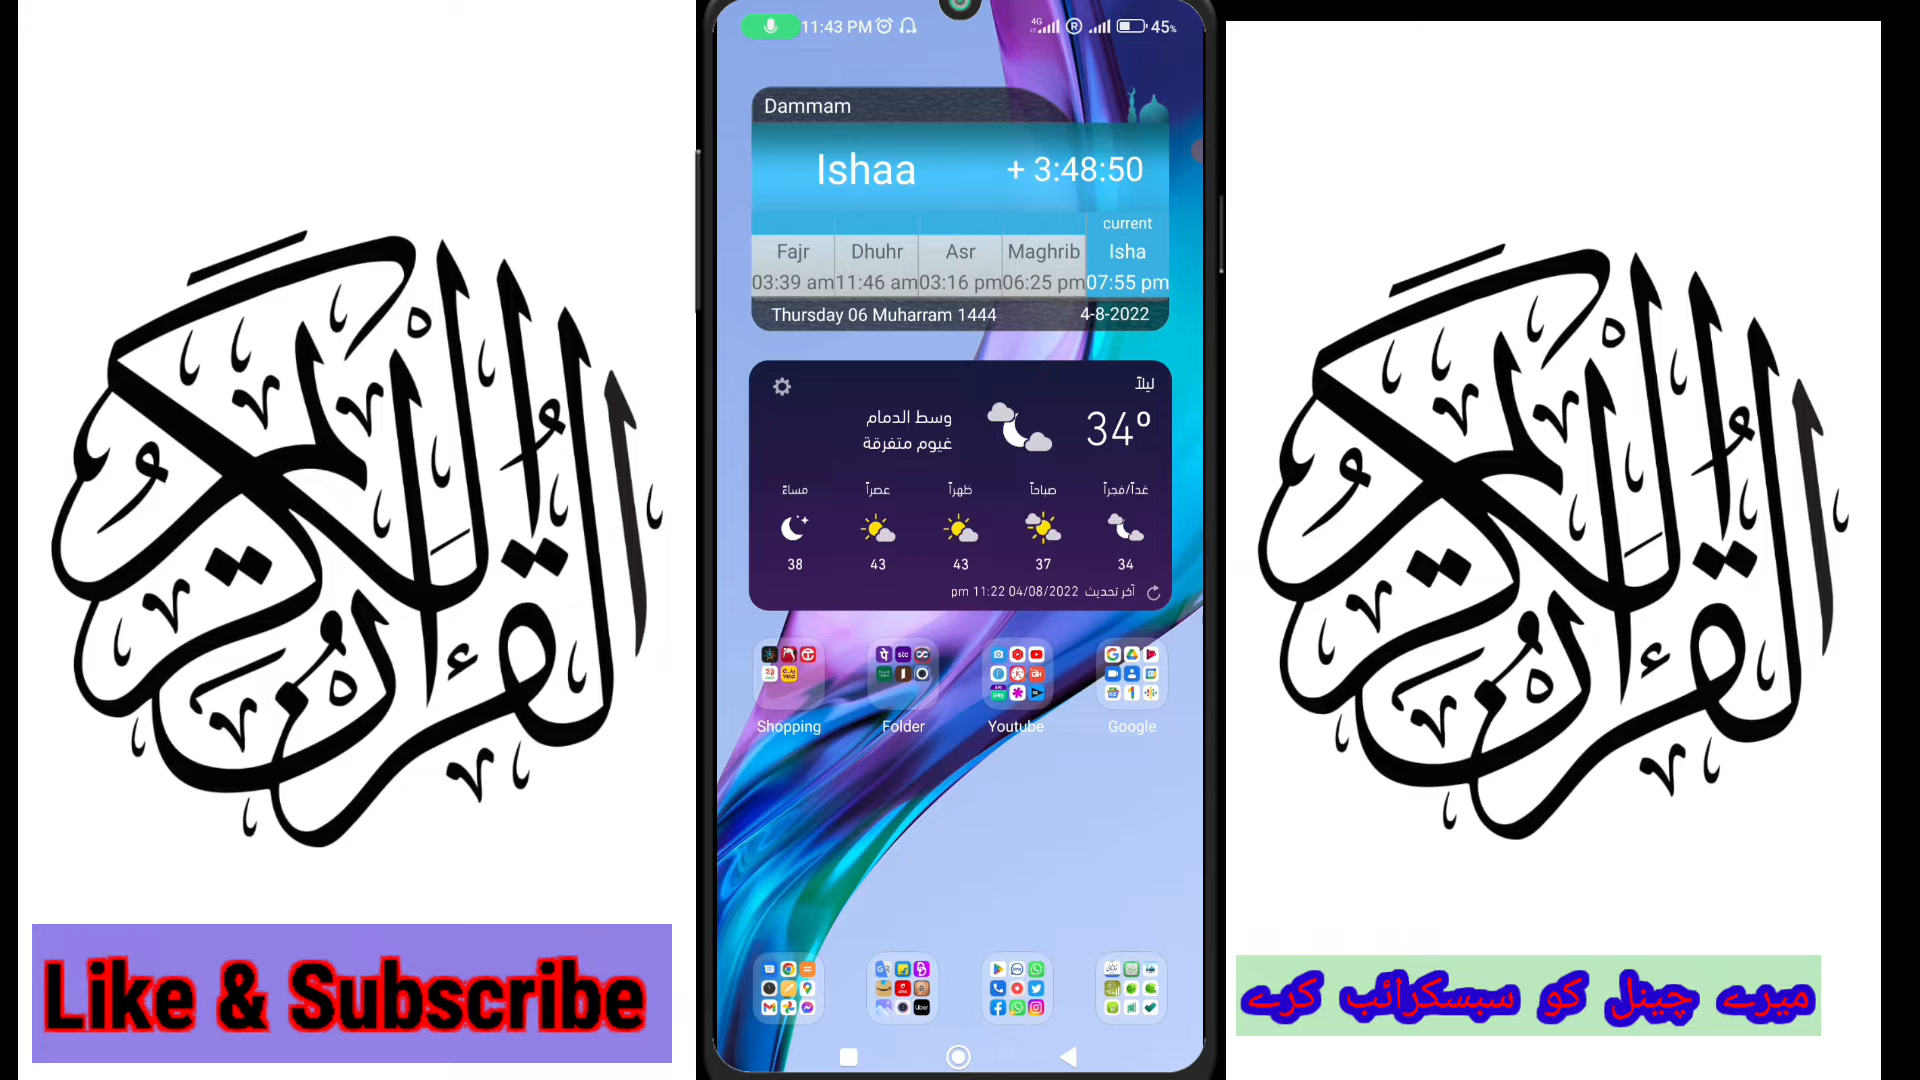 القرآن الكريم
Like & Subscribe
11:43 PM
4G
R
45%
Dammam
Ishaa
+ 3:48:50
current
Fajr Dhuhr Asr Maghrib Isha
03:39 am 11:46 am 03:16 pm 06:25 pm 07:55 pm
Thursday 06 Muharram 1444
4-8-2022
ليلاً
34°
وسط الدمام
غيوم متفرقة
غداً/فجراً صباحاً ظهراً عصراً مساءً
34 37 43 43 38
آخر تحديث 04/08/2022 11:22 pm
Shopping Folder Youtube Google
القرآن الكريم
میرے چینل کو سبسکرائب کرے